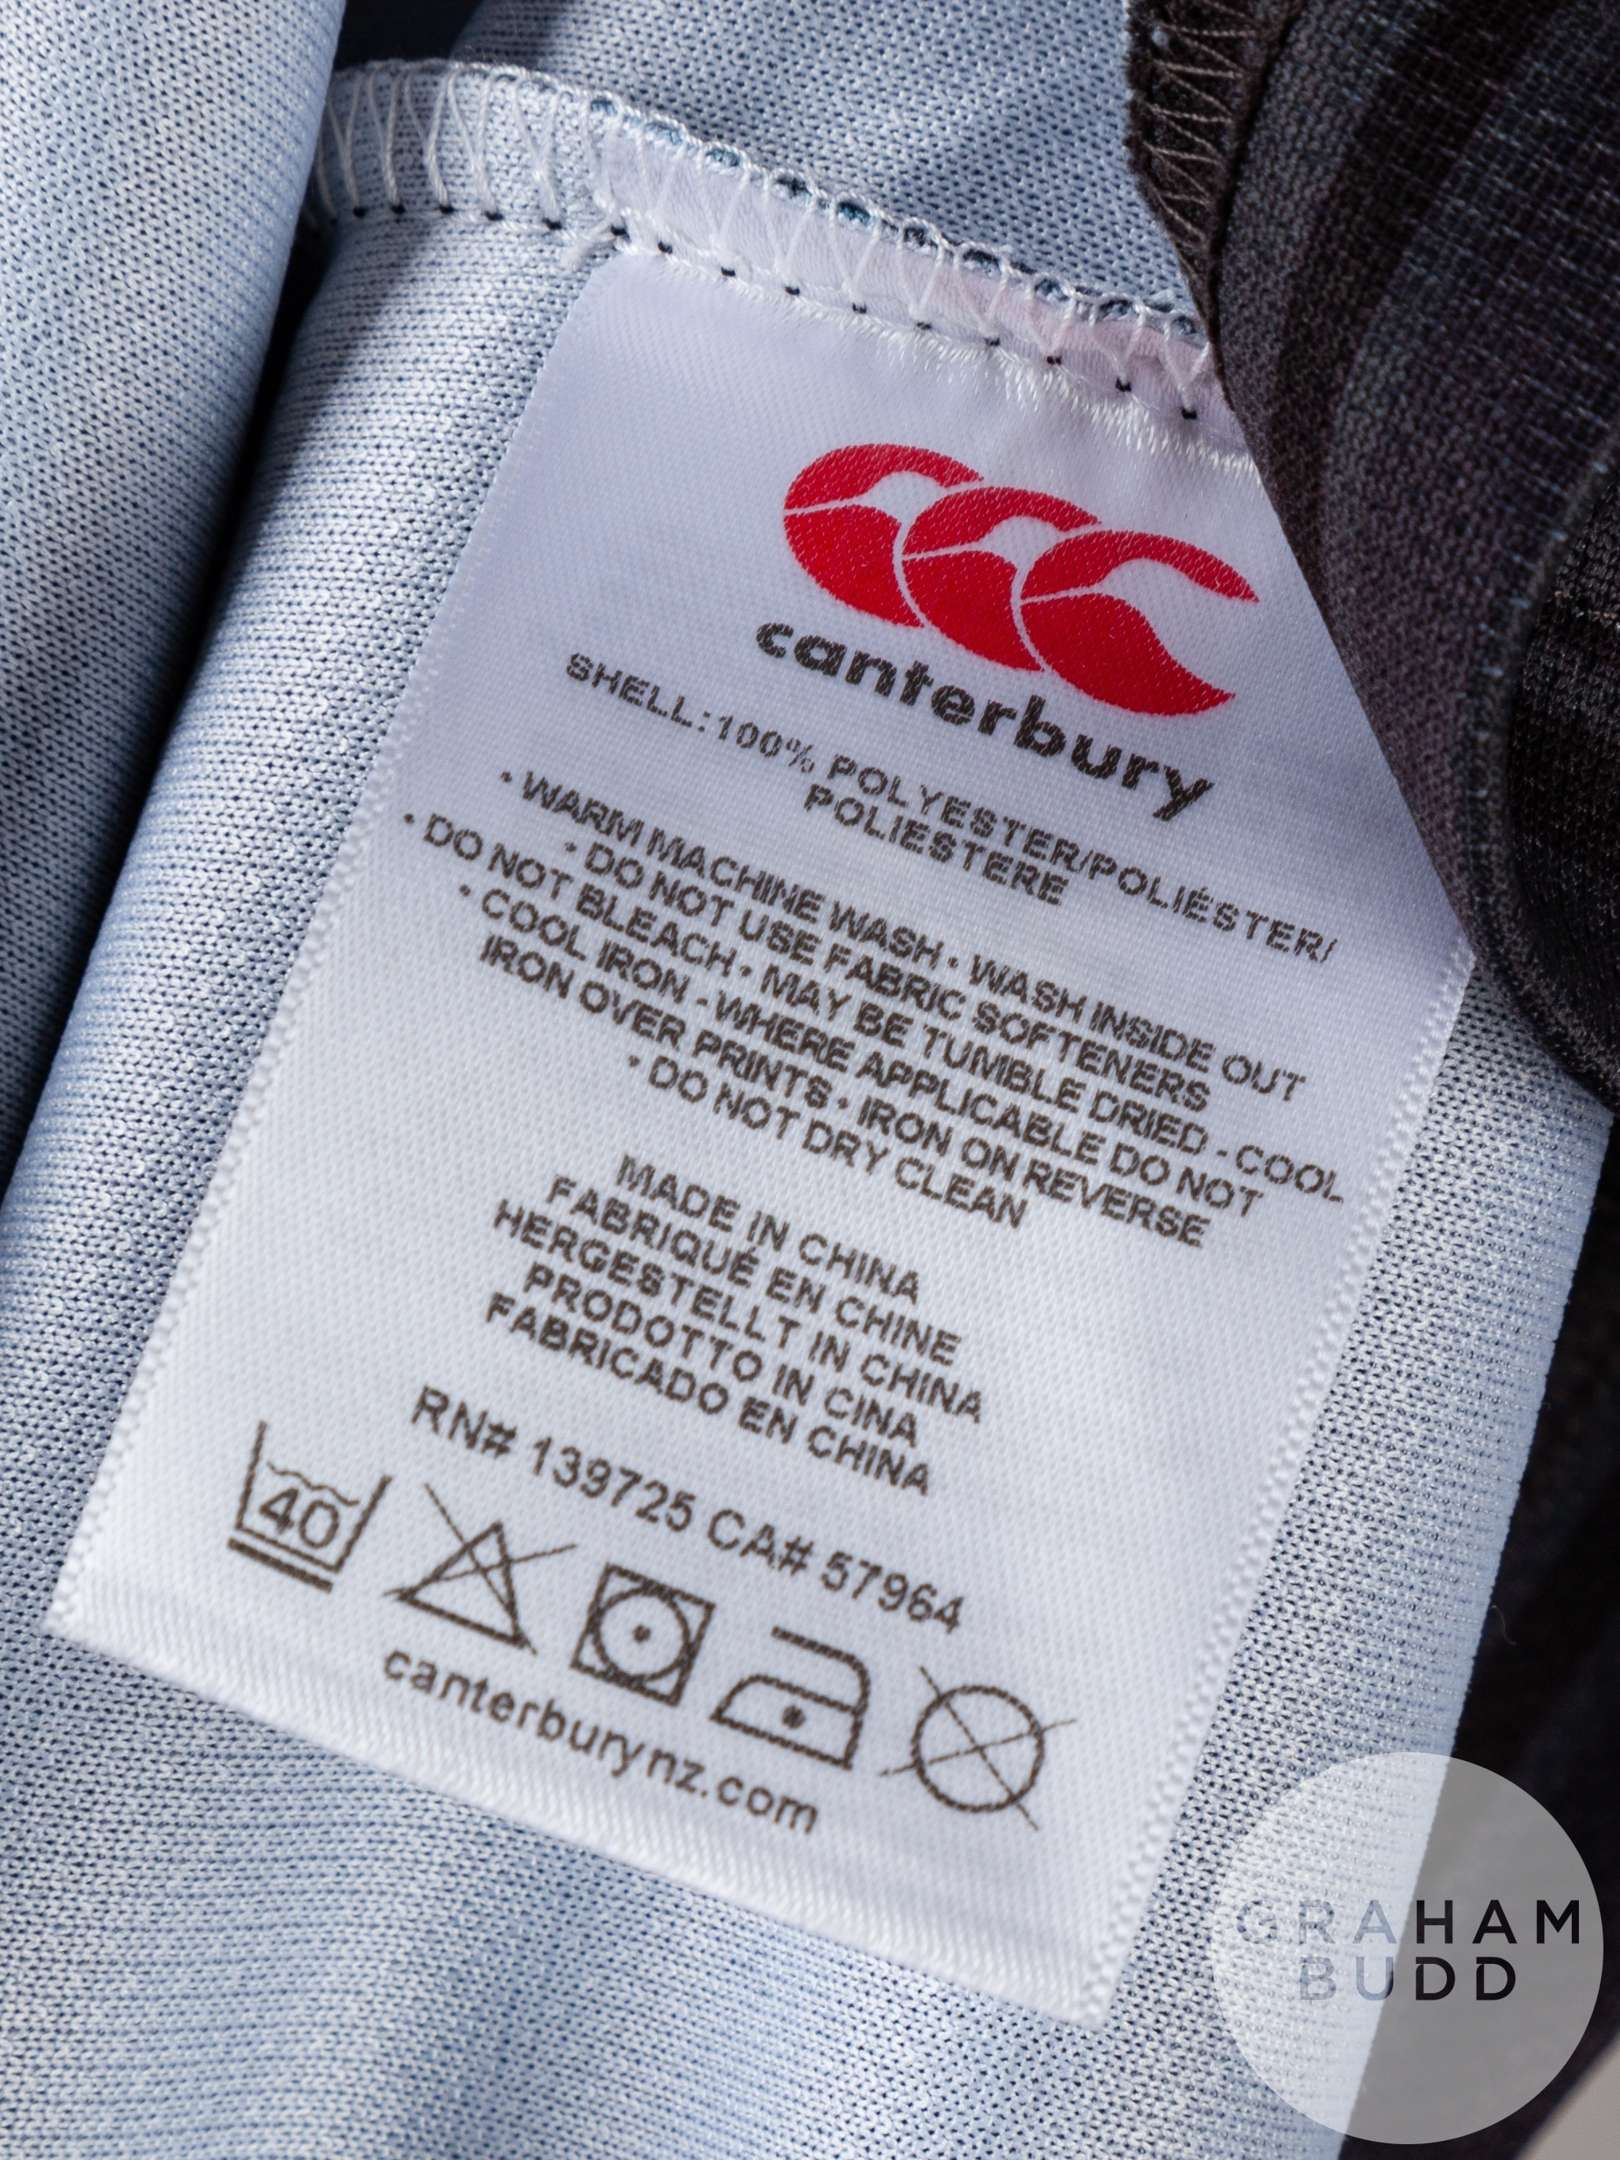 canterbury
SHELL:100% POLYESTER/POLIÉSTER/
POLIESTERE
• WARM MACHINE WASH • WASH INSIDE OUT
• DO NOT USE FABRIC SOFTENERS
• DO NOT BLEACH • MAY BE TUMBLE DRIED - COOL
• COOL IRON - WHERE APPLICABLE DO NOT
IRON OVER PRINTS • IRON ON REVERSE
• DO NOT DRY CLEAN
MADE IN CHINA
FABRIQUÉ EN CHINE
HERGESTELLT IN CHINA
PRODOTTO IN CINA
FABRICADO EN CHINA
RN# 139725 CA# 57964
40
canterburynz.com
GRAHAM
BUDD